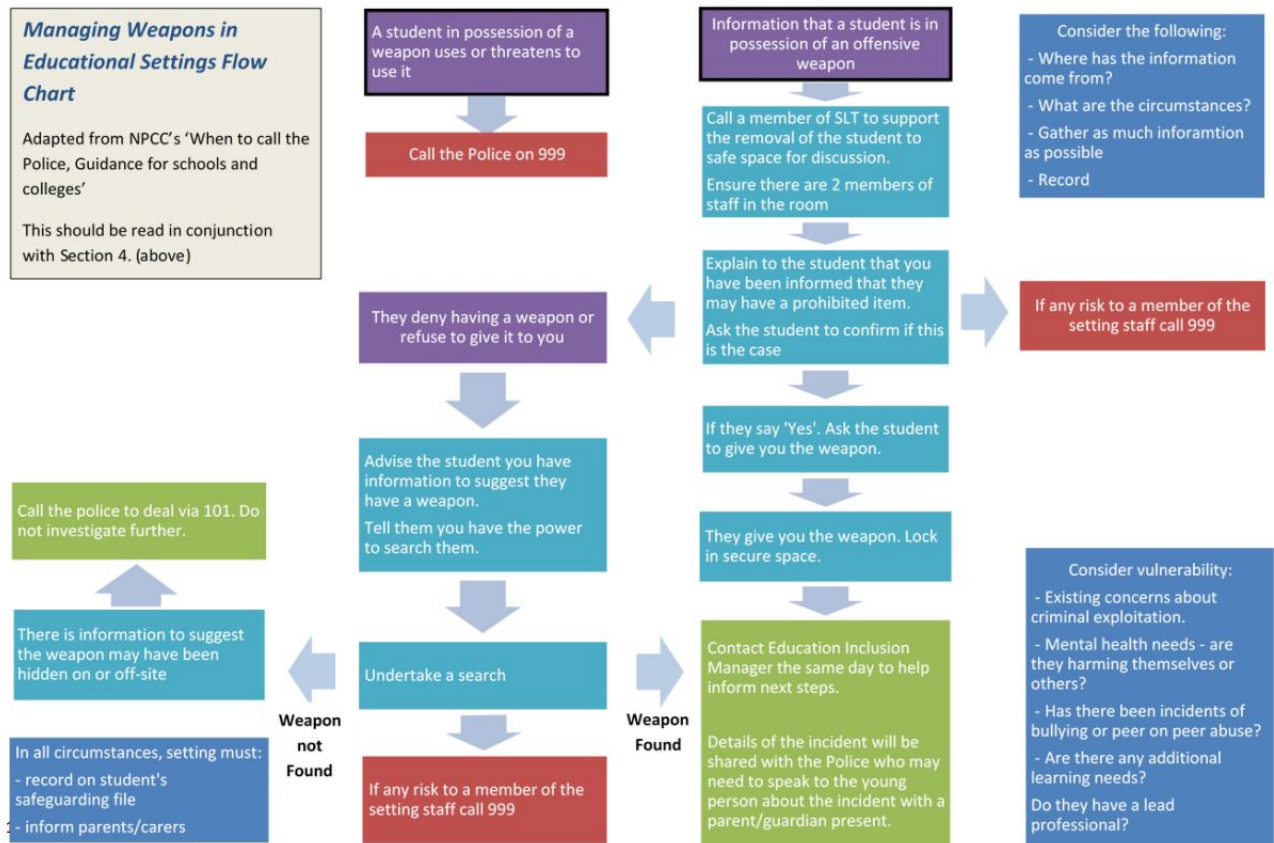 Managing Weapons in
Educational Settings Flow
Chart
Adapted from NPCC's 'When to call the
Police, Guidance for schools and
colleges'
This should be read in conjunction
with Section 4. (above)
A student in possession of a
weapon uses or threatens to
use it
Call the Police on 999
Information that a student is in
possession of an offensive
weapon
Call a member of SLT to support
the removal of the student to
safe space for discussion.
Ensure there are 2 members of
staff in the room
Consider the following:
- Where has the information
come from?
- What are the circumstances?
- Gather as much inforamtion
as possible
- Record
Explain to the student that you
have been informed that they
may have a prohibited item.
Ask the student to confirm if this
is the case
They deny having a weapon or
refuse to give it to you
If any risk to a member of the
setting staff call 999
If they say 'Yes'. Ask the student
to give you the weapon.
Advise the student you have
information to suggest they
have a weapon.
Tell them you have the power
to search them.
They give you the weapon. Lock
in secure space.
Call the police to deal via 101. Do
not investigate further.
There is information to suggest
the weapon may have been
hidden on or off-site
Weapon
not
Found
Undertake a search
Weapon
Found
Contact Education Inclusion
Manager the same day to help
inform next steps.
Details of the incident will be
shared with the Police who may
need to speak to the young
person about the incident with a
parent/guardian present.
If any risk to a member of the
setting staff call 999
In all circumstances, setting must:
- record on student's
safeguarding file
- inform parents/carers
Consider vulnerability:
- Existing concerns about
criminal exploitation.
- Mental health needs - are
they harming themselves or
others?
- Has there been incidents of
bullying or peer on peer abuse?
- Are there any additional
learning needs?
Do they have a lead
professional?